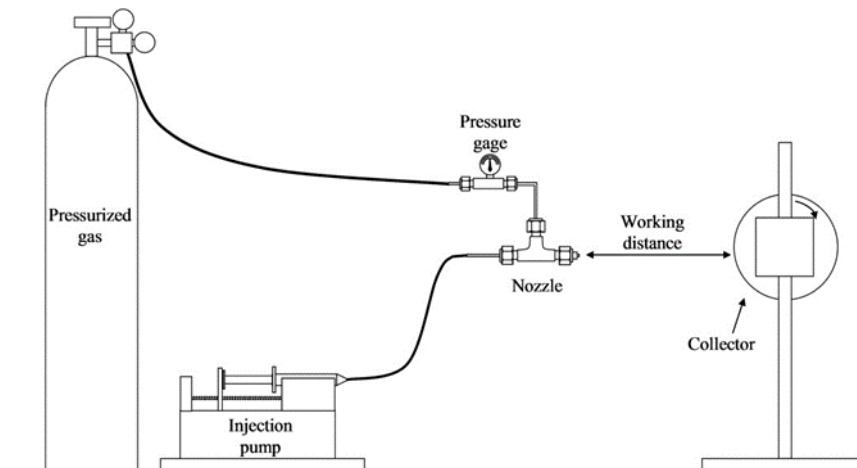 Pressure
gage
Pressurized
gas
Working
distance
Nozzle
Collector
Injection
pump